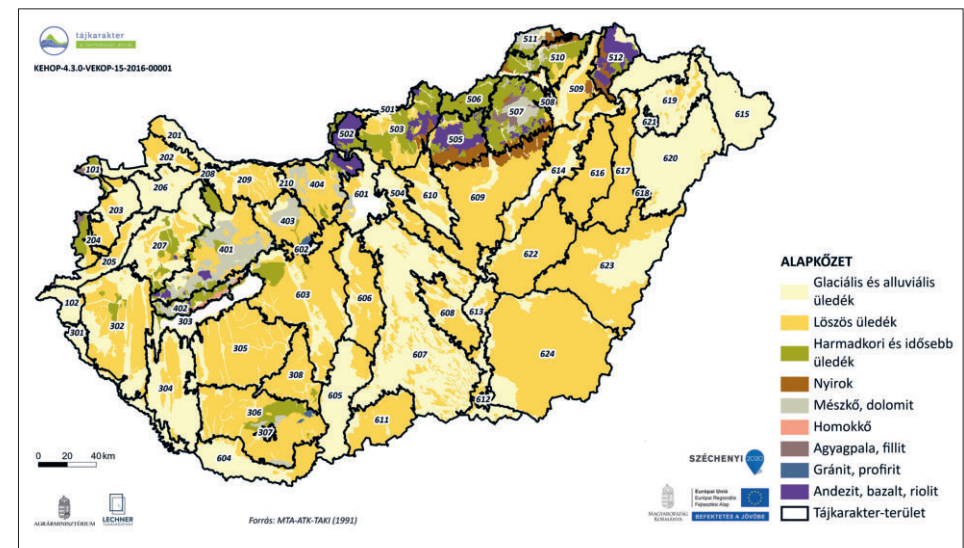 tájkarakter
a természet alkot
KEHOP-4.3.0-VEKOP-15-2016-00001
511
510
512
509
508
506
507
501
502
503
505
619
615
621
620
201
202
101
208
209
210
404
206
203
601
504
610
609
614
616
617
618
204
205
207
401
403
602
622
623
102
302
402
303
603
606
608
613
301
305
607
624
304
308
605
306
307
611
612
604
ALAPKŐZET
Glaciális és alluviális
üledék
Löszös üledék
Harmadkori és idősebb
üledék
Nyirok
Mészkő, dolomit
Homokkő
Agyagpala, fillit
Gránit, profirit
Andezit, bazalt, riolit
Tájkarakter-terület
0 20 40 km
AGRÁRMINISZTÉRIUM
LECHNER
TUDÁSKÖZPONT
Forrás: MTA-ATK-TAKI (1991)
SZÉCHENYI 2020
MAGYARORSZÁG
KORMÁNYA
Európai Unió
Európai Regionális
Fejlesztési Alap
BEFEKTETÉS A JÖVŐBE